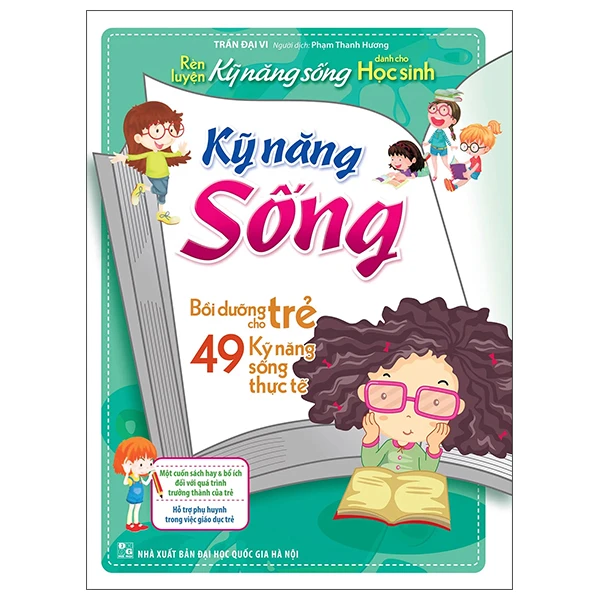 TRẦN ĐẠI VI Người dịch: Phạm Thanh Hương
Rèn luyện Kỹ năng sống dành cho Học sinh
Kỹ năng
Sống
Bồi dưỡng cho trẻ
49 Kỹ năng sống thực tế
Một cuốn sách hay & bổ ích
đối với quá trình
trưởng thành của trẻ
Hỗ trợ phụ huynh
trong việc giáo dục trẻ
NHÀ XUẤT BẢN ĐẠI HỌC QUỐC GIA HÀ NỘI